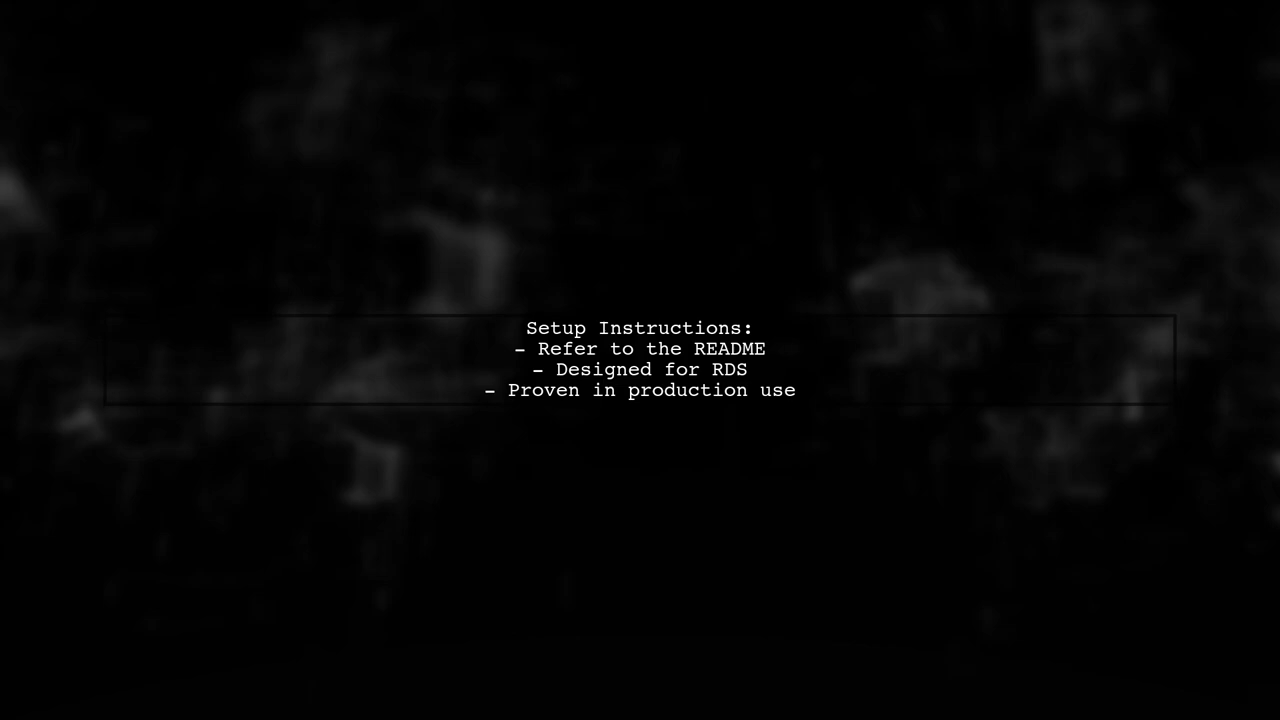 Setup Instructions:
– Refer to the README
– Designed for RDS
– Proven in production use